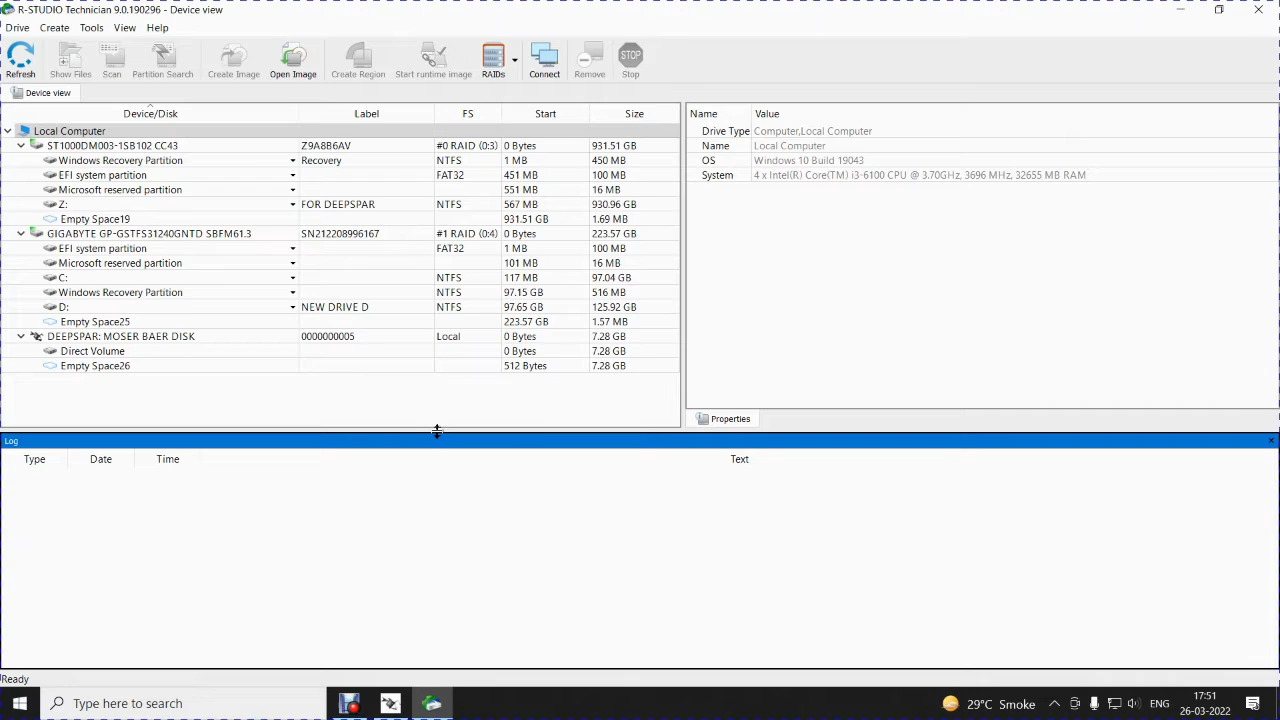 R-STUDIO Technician 9.0.190296 - Device view
Drive Create Tools View Help
Refresh Show Files Scan Partition Search Create Image Open Image Create Region Start runtime image RAIDs Connect Remove STOP Stop
Device view
Device/Disk Label FS Start Size
Local Computer
ST1000DM003-1SB102 CC43 Z9A8B6AV #0 RAID (0:3) 0 Bytes 931.51 GB
Windows Recovery Partition Recovery NTFS 1 MB 450 MB
EFI system partition FAT32 451 MB 100 MB
Microsoft reserved partition 551 MB 16 MB
Z: FOR DEEPSPAR NTFS 567 MB 930.96 GB
Empty Space19 931.51 GB 1.69 MB
GIGABYTE GP-GSTFS31240GNTD SBFM61.3 SN212208996167 #1 RAID (0:4) 0 Bytes 223.57 GB
EFI system partition FAT32 1 MB 100 MB
Microsoft reserved partition 101 MB 16 MB
C: NTFS 117 MB 97.04 GB
Windows Recovery Partition NTFS 97.15 GB 516 MB
D: NEW DRIVE D NTFS 97.65 GB 125.92 GB
Empty Space25 223.57 GB 1.57 MB
DEEPSPAR: MOSER BAER DISK 0000000005 Local 0 Bytes 7.28 GB
Direct Volume 0 Bytes 7.28 GB
Empty Space26 512 Bytes 7.28 GB
Name Value
Drive Type Computer,Local Computer
Name Local Computer
OS Windows 10 Build 19043
System 4 x Intel(R) Core(TM) i3-6100 CPU @ 3.70GHz, 3696 MHz, 32655 MB RAM
Properties
Log
Type Date Time Text
Ready
Type here to search 29°C Smoke ENG 17:51
26-03-2022